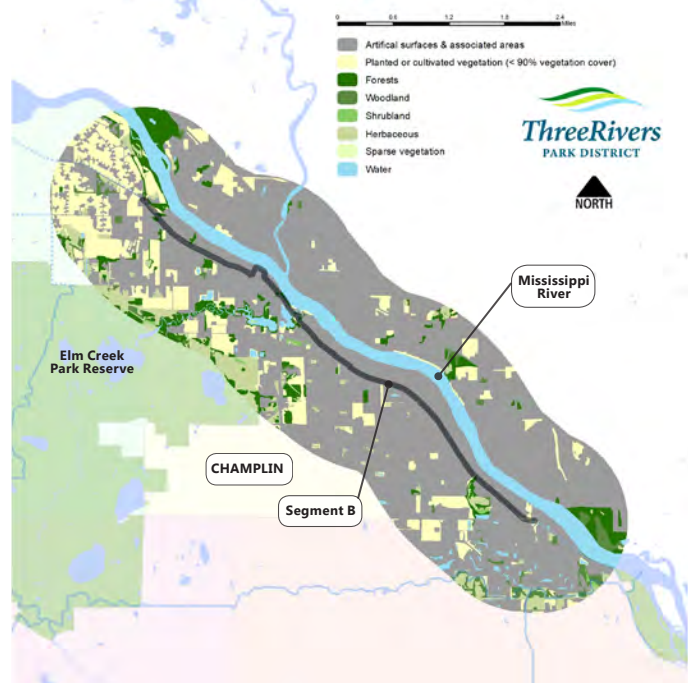 0 0.6 1.2 2.4
Miles
Artifical surfaces & associated areas
Planted or cultivated vegetation (< 90% vegetation cover)
Forests
Woodland
Shrubland
Herbaceous
Sparse vegetation
Water
ThreeRivers
PARK DISTRICT
NORTH
Mississippi
River
Elm Creek
Park Reserve
CHAMPLIN
Segment B